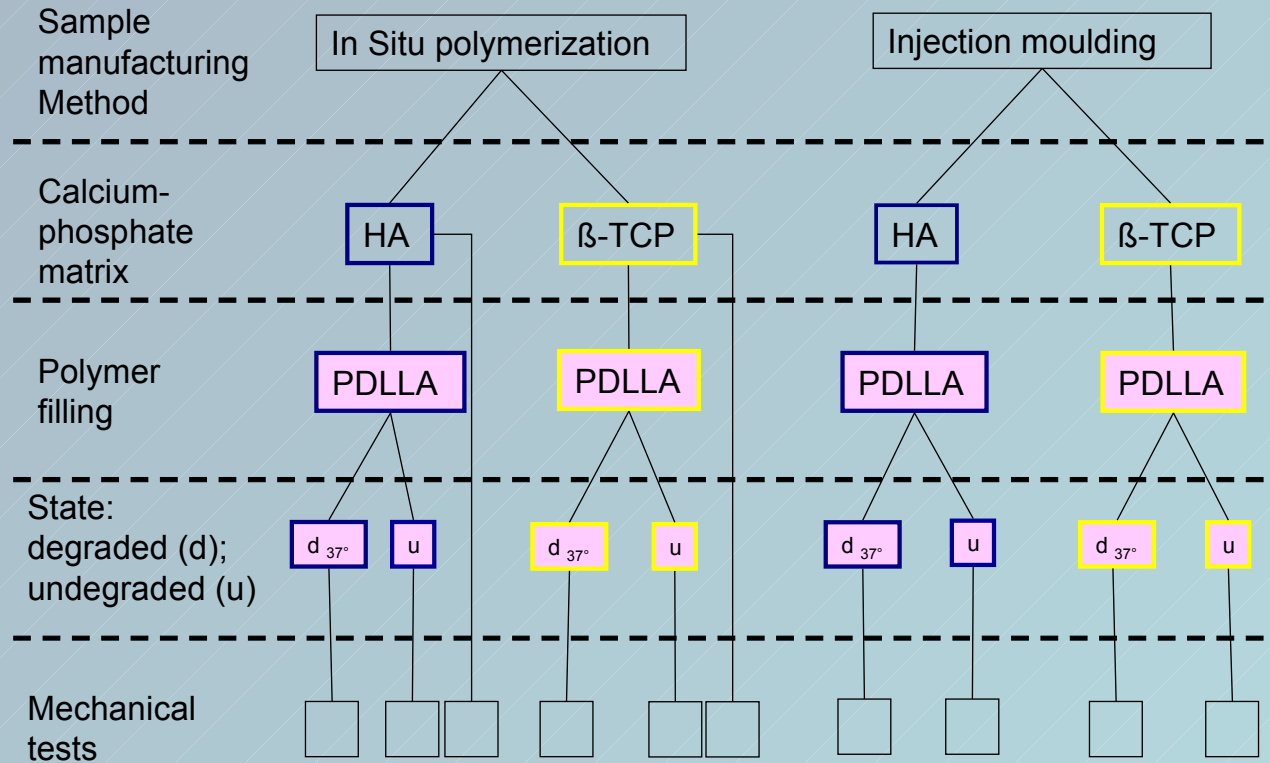 Sample
manufacturing
Method
In Situ polymerization
Injection moulding
Calcium-
phosphate
matrix
HA
ß-TCP
HA
ß-TCP
Polymer
filling
PDLLA
PDLLA
PDLLA
PDLLA
State:
degraded (d);
undegraded (u)
d 37°
u
d 37°
u
d 37°
u
d 37°
u
Mechanical
tests